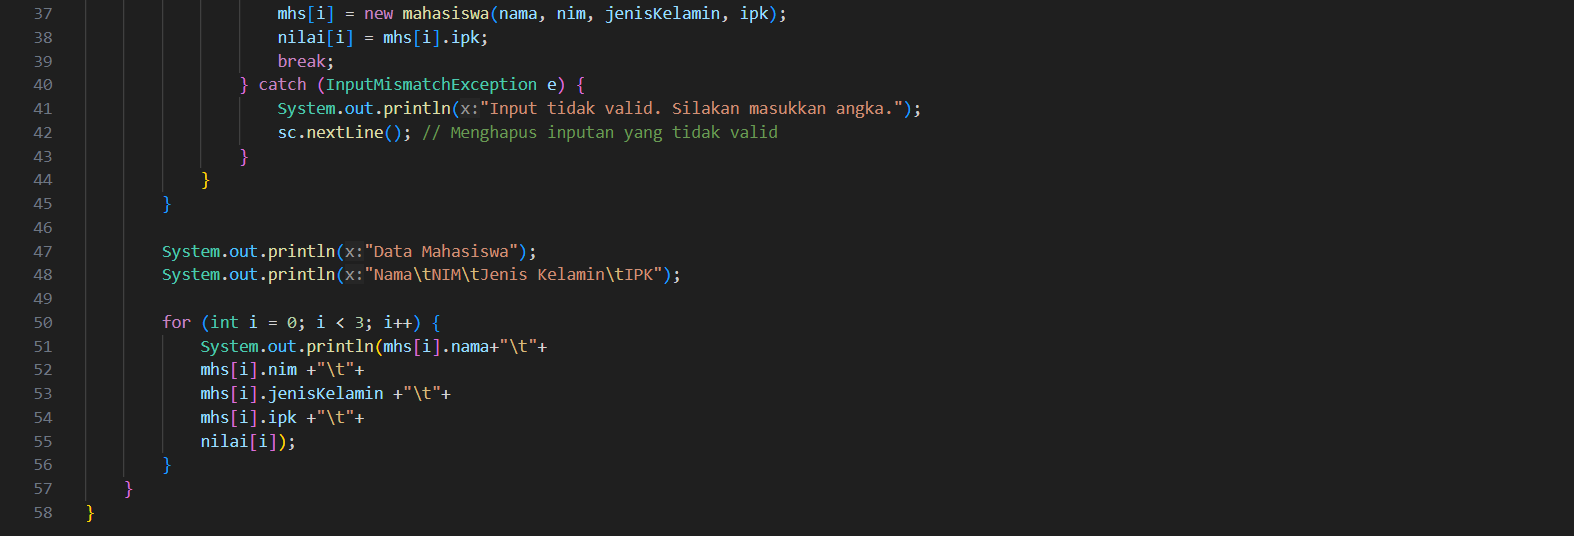 37 mhs[i] = new mahasiswa(nama, nim, jenisKelamin, ipk);
38 nilai[i] = mhs[i].ipk;
39 break;
40 } catch (InputMismatchException e) {
41 System.out.println(x:"Input tidak valid. Silakan masukkan angka.");
42 sc.nextLine(); // Menghapus inputan yang tidak valid
43 }
44 }
45 }
46
47 System.out.println(x:"Data Mahasiswa");
48 System.out.println(x:"Nama\tNIM\tJenis Kelamin\tIPK");
49
50 for (int i = 0; i < 3; i++) {
51 System.out.println(mhs[i].nama+"\t"+
52 mhs[i].nim +"\t"+
53 mhs[i].jenisKelamin +"\t"+
54 mhs[i].ipk +"\t"+
55 nilai[i]);
56 }
57 }
58 }